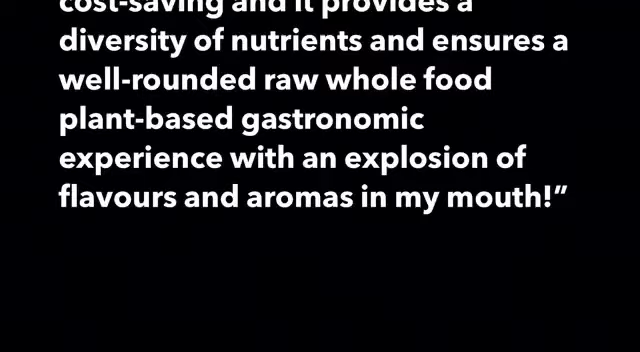 cost-saving and it provides a
diversity of nutrients and ensures a
well-rounded raw whole food
plant-based gastronomic
experience with an explosion of
flavours and aromas in my mouth!”